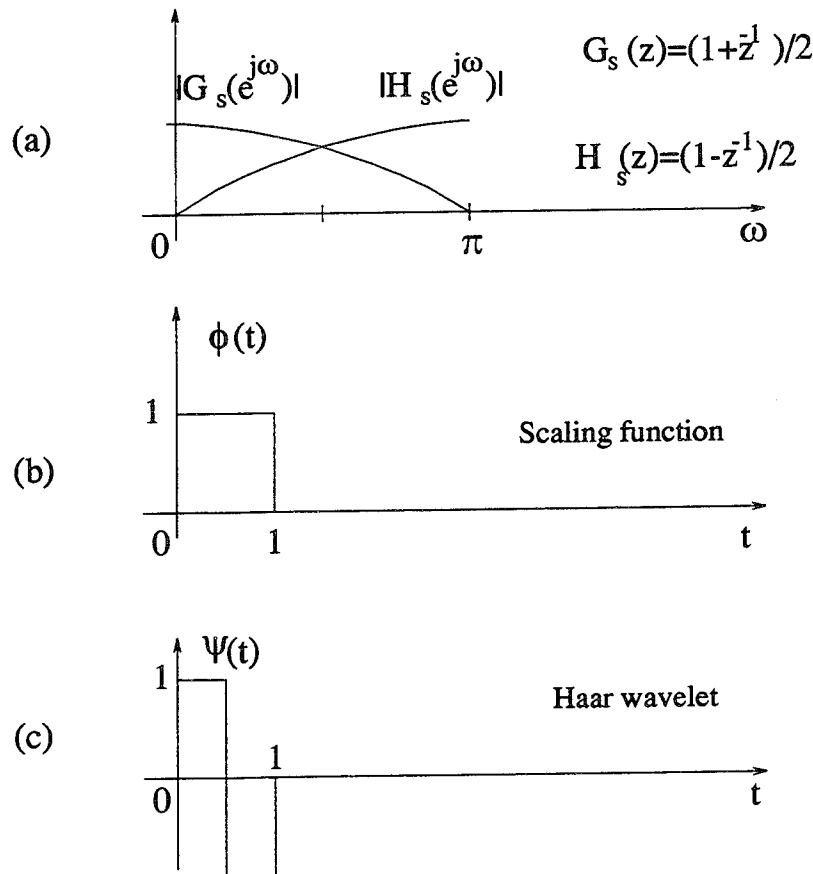 G_s(z)=(1+z^-1)/2
|G_s(e^jω)| |H_s(e^jω)|
(a)
H_s(z)=(1-z^-1)/2
0 π ω
ϕ(t)
1
Scaling function
(b)
0 1 t
Ψ(t)
1
Haar wavelet
(c)
1
0 t